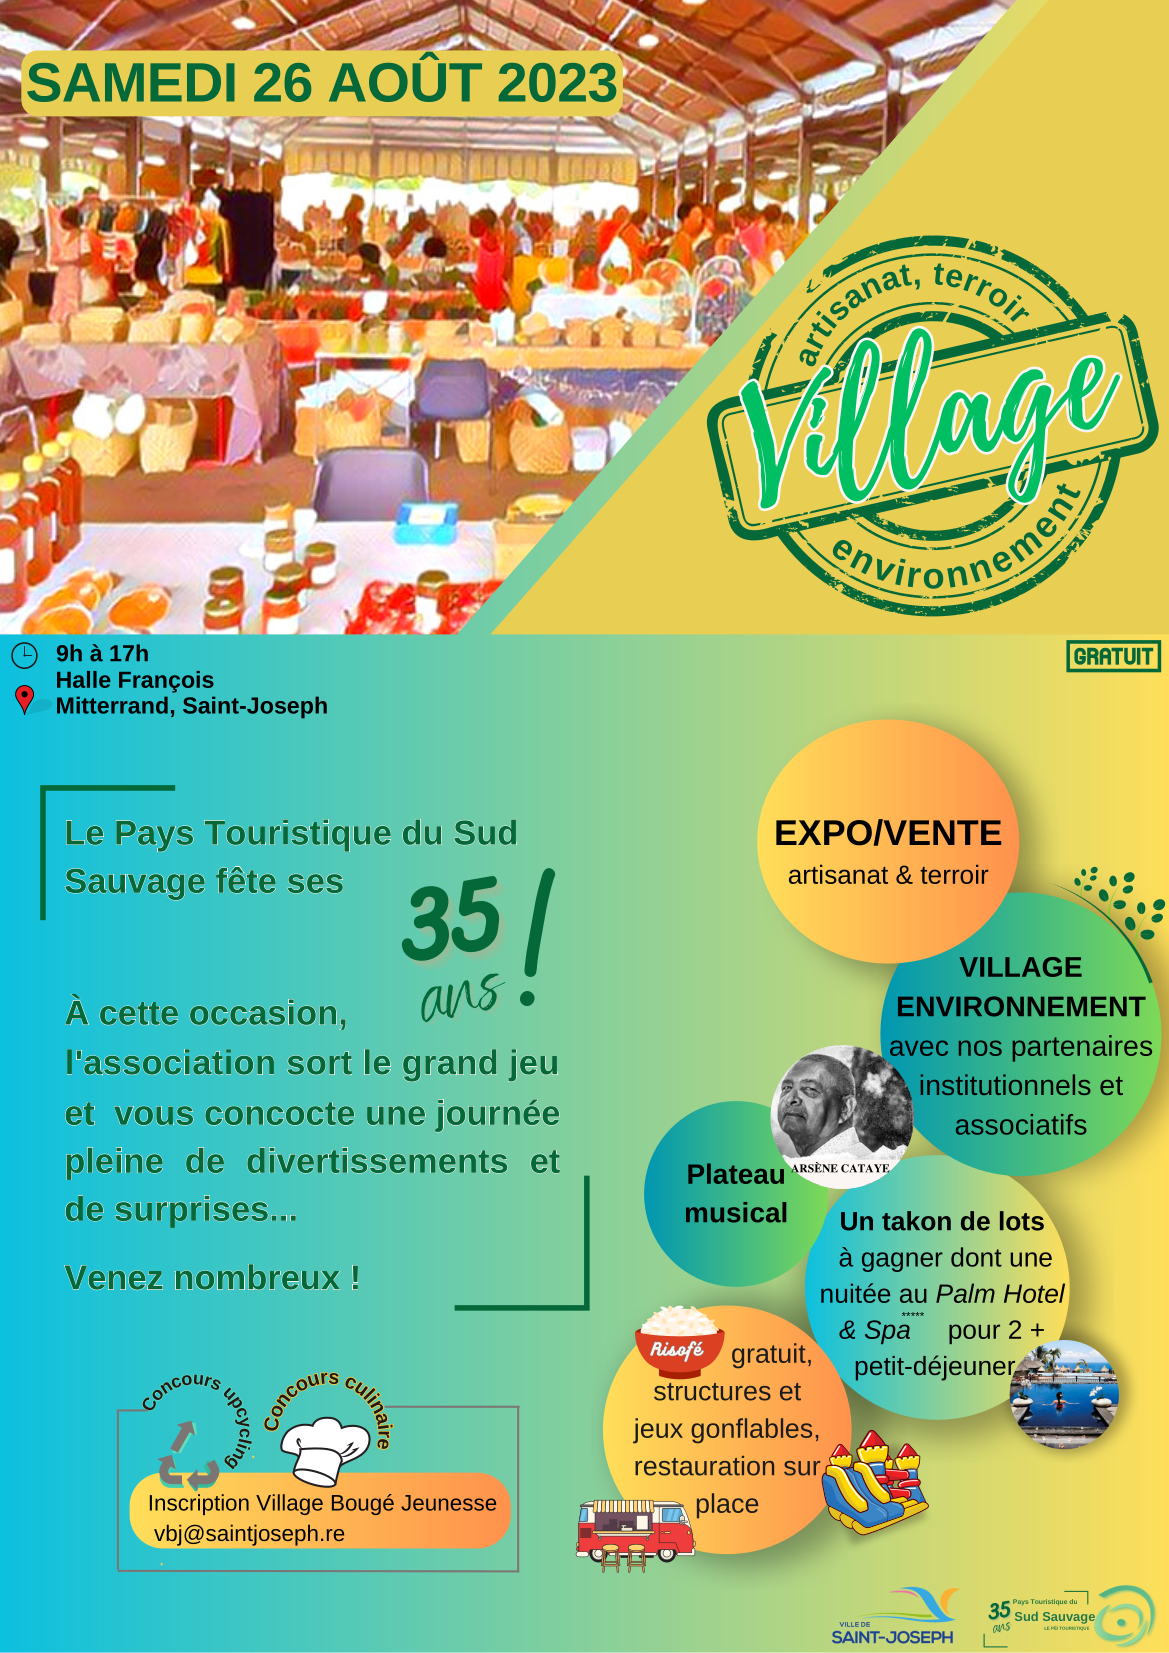 SAMEDI 26 AOÛT 2023
artisanat, terroir
Village
environnement
9h à 17h
Halle François
Mitterrand, Saint-Joseph
GRATUIT
Le Pays Touristique du Sud
Sauvage fête ses
35
ans !
À cette occasion,
l'association sort le grand jeu
et vous concocte une journée
pleine de divertissements et
de surprises...
Venez nombreux !
EXPO/VENTE
artisanat & terroir
VILLAGE
ENVIRONNEMENT
avec nos partenaires
institutionnels et
associatifs
ARSÈNE CATAYE
Plateau
musical
Un takon de lots
à gagner dont une
nuitée au Palm Hotel
& Spa***** pour 2 +
petit-déjeuner
Risofé gratuit,
structures et
jeux gonflables,
restauration sur
place
Concours upcycling
Concours culinaire
Inscription Village Bougé Jeunesse
vbj@saintjoseph.re
VILLE DE
SAINT-JOSEPH
35
ans
Pays Touristique du
Sud Sauvage
LE PÉI TOURISTIQUE